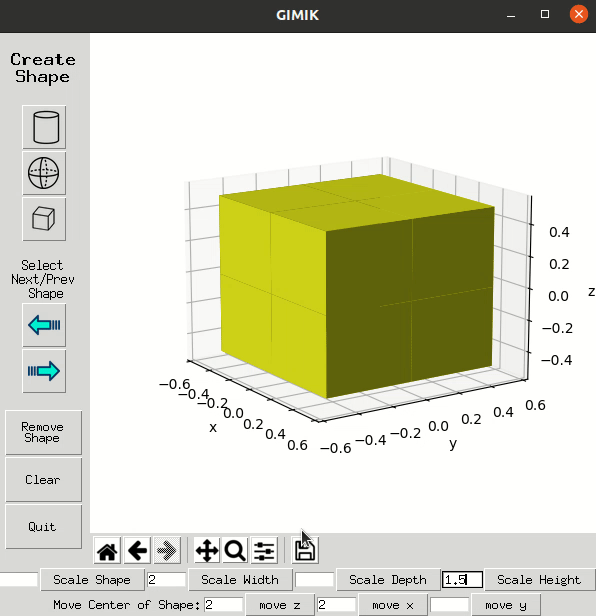 GIMIK
Create
Shape
Select
Next/Prev
Shape
Remove
Shape
Clear
Quit
0.4
0.2
0.0
−0.2
−0.4
z
−0.6
−0.4
−0.2
0.0
0.2
0.4
0.6
x
−0.6
−0.4
−0.2
0.0
0.2
0.4
0.6
y
Scale Shape 2 Scale Width Scale Depth 1.5 Scale Height
Move Center of Shape: 2 move z 2 move x move y